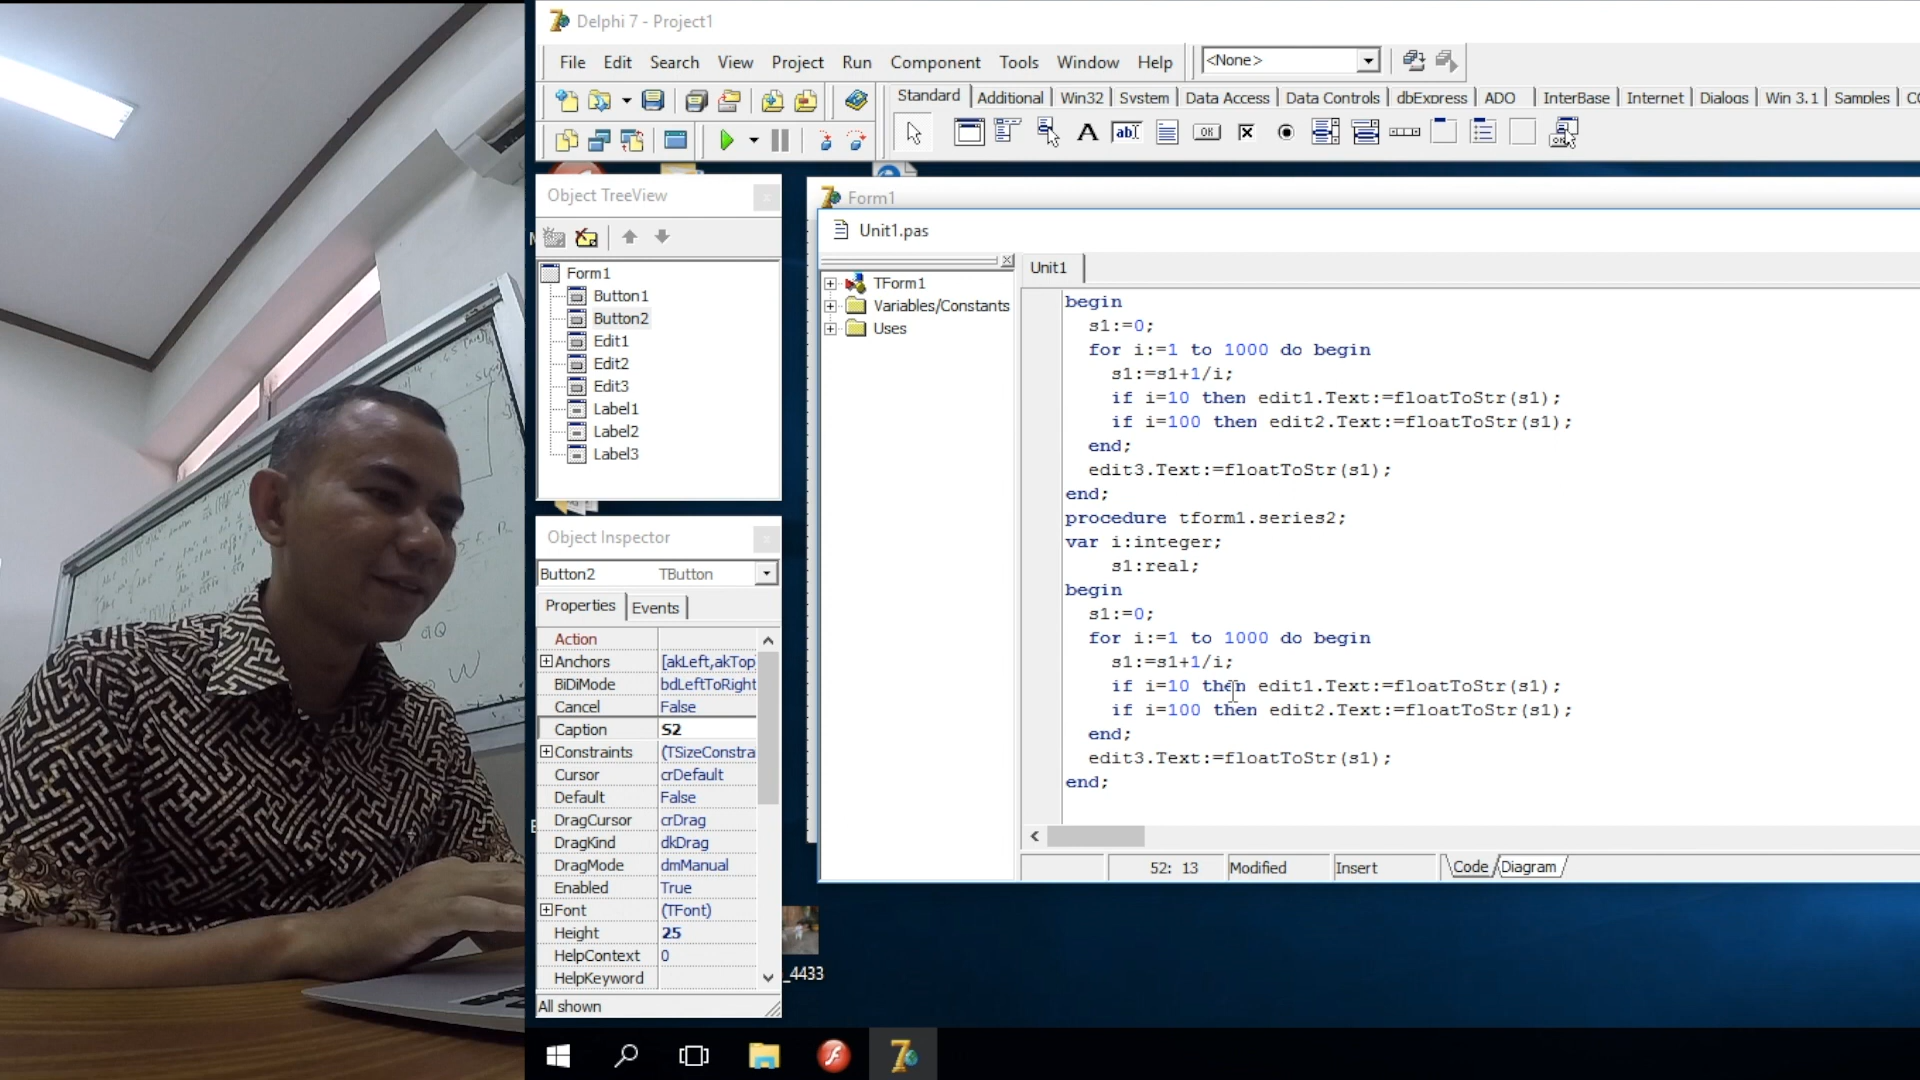 Delphi 7 - Project1
File Edit Search View Project Run Component Tools Window Help
<None>
Standard Additional Win32 System Data Access Data Controls dbExpress ADO InterBase Internet Dialogs Win 3.1 Samples
Object TreeView
Form1
Button1
Button2
Edit1
Edit2
Edit3
Label1
Label2
Label3
Object Inspector
Button2 TButton
Properties Events
Action
Anchors [akLeft,akTop
BiDiMode bdLeftToRight
Cancel False
Caption S2
Constraints (TSizeConstra
Cursor crDefault
Default False
DragCursor crDrag
DragKind dkDrag
DragMode dmManual
Enabled True
Font (TFont)
Height 25
HelpContext 0
HelpKeyword
All shown
Form1
Unit1.pas
TForm1
Variables/Constants
Uses
Unit1
begin
s1:=0;
for i:=1 to 1000 do begin
s1:=s1+1/i;
if i=10 then edit1.Text:=floatToStr(s1);
if i=100 then edit2.Text:=floatToStr(s1);
end;
edit3.Text:=floatToStr(s1);
end;
procedure tform1.series2;
var i:integer;
s1:real;
begin
s1:=0;
for i:=1 to 1000 do begin
s1:=s1+1/i;
if i=10 then edit1.Text:=floatToStr(s1);
if i=100 then edit2.Text:=floatToStr(s1);
end;
edit3.Text:=floatToStr(s1);
end;
52: 13 Modified Insert Code Diagram
_4433